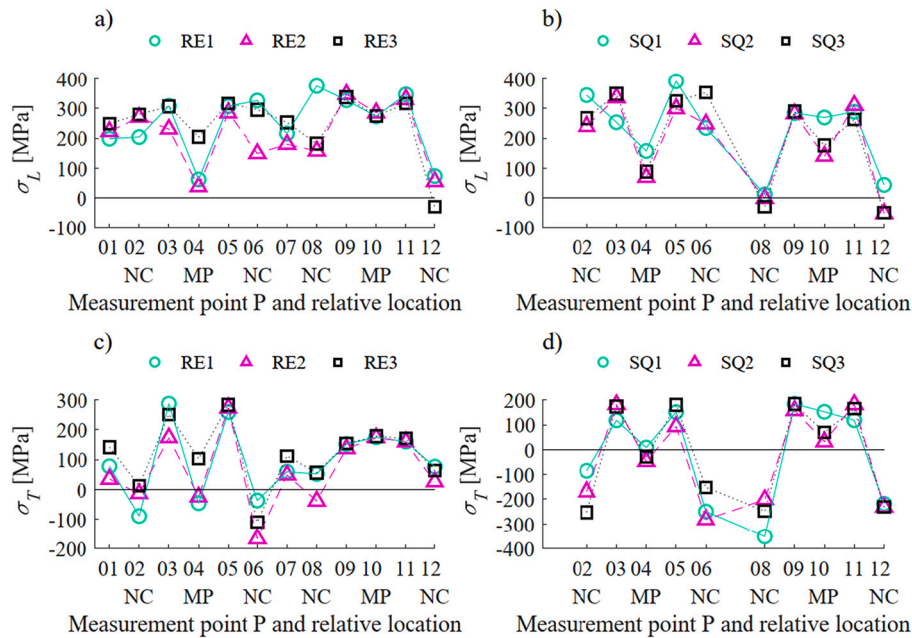 a)
RE1 RE2 RE3
400
300
200
100
0
-100
σL [MPa]
01 02 03 04 05 06 07 08 09 10 11 12
NC MP NC NC MP NC
Measurement point P and relative location
b)
SQ1 SQ2 SQ3
400
300
200
100
0
-100
σL [MPa]
02 03 04 05 06 08 09 10 11 12
NC MP NC NC MP NC
Measurement point P and relative location
c)
RE1 RE2 RE3
300
200
100
0
-100
-200
σT [MPa]
01 02 03 04 05 06 07 08 09 10 11 12
NC MP NC NC MP NC
Measurement point P and relative location
d)
SQ1 SQ2 SQ3
200
100
0
-100
-200
-300
-400
σT [MPa]
02 03 04 05 06 08 09 10 11 12
NC MP NC NC MP NC
Measurement point P and relative location